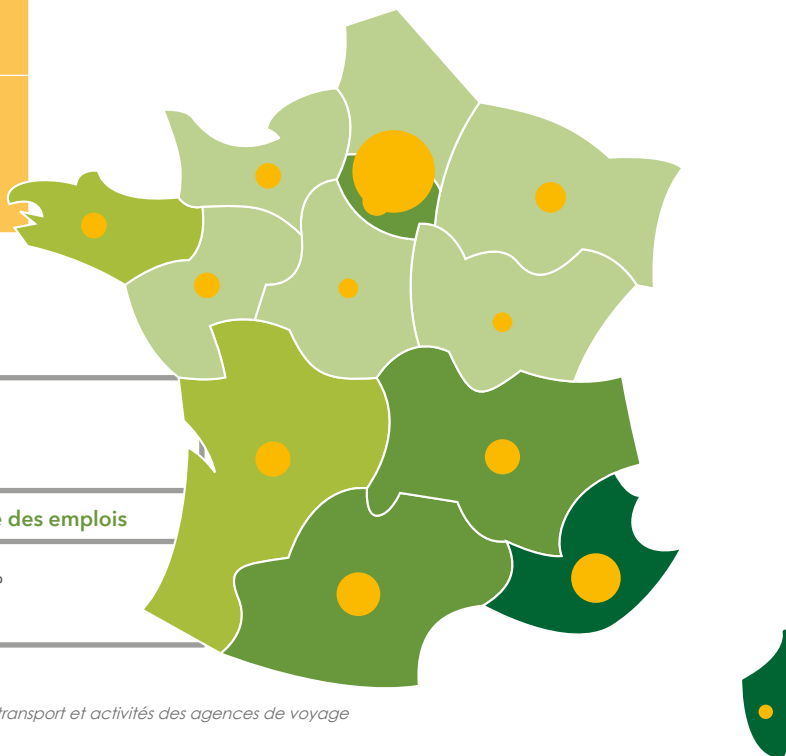 des emplois
transport et activités des agences de voyage